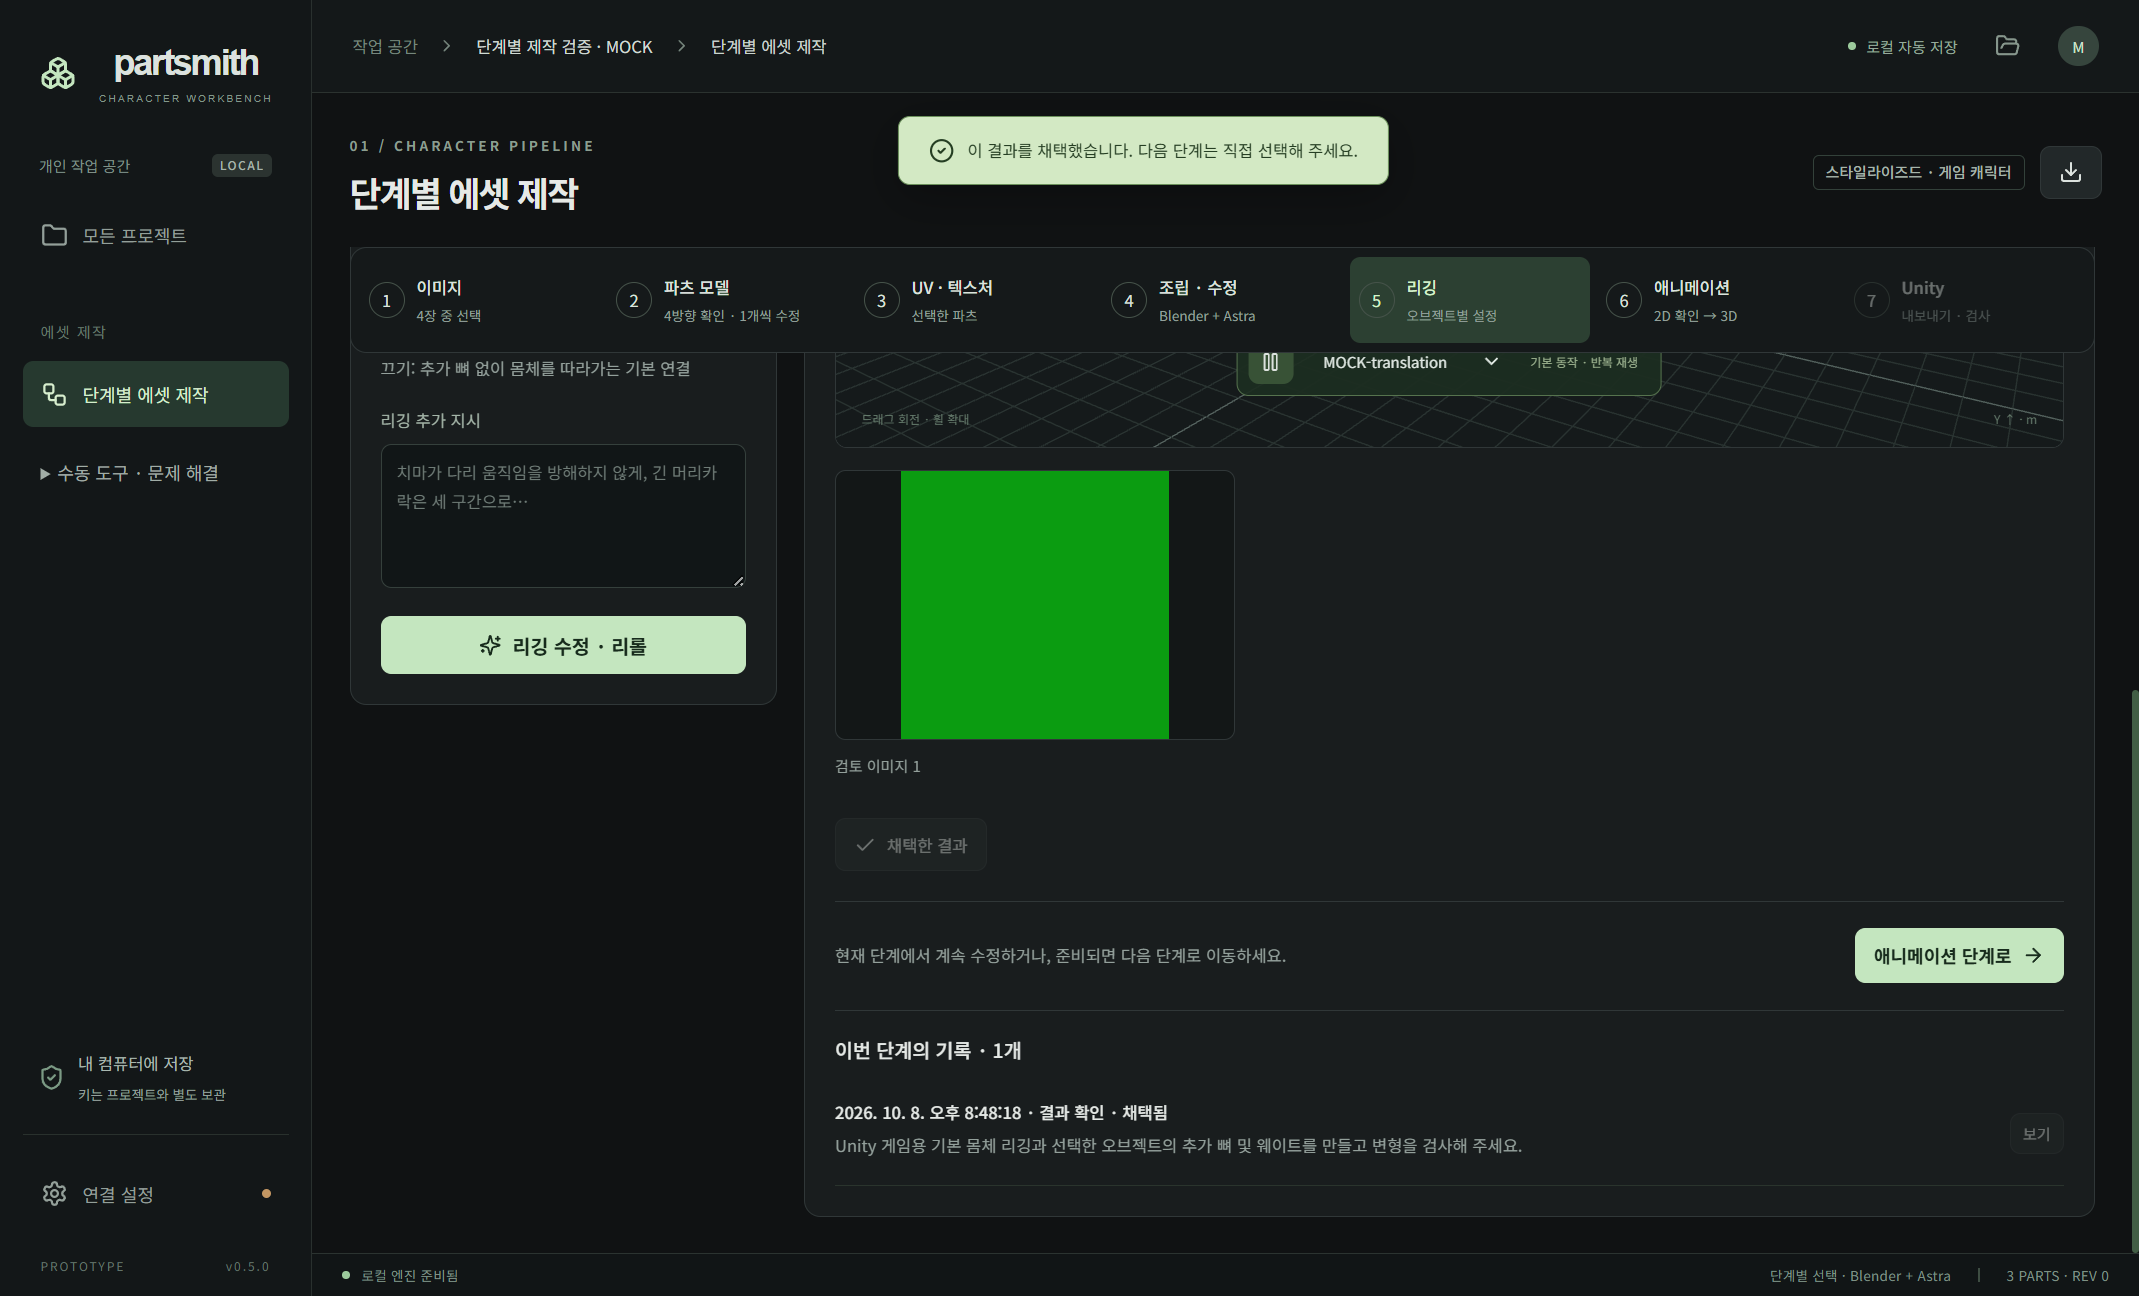 partsmith
CHARACTER WORKBENCH
개인 작업 공간
LOCAL
모든 프로젝트
에셋 제작
단계별 에셋 제작
수동 도구 · 문제 해결
내 컴퓨터에 저장
키는 프로젝트와 별도 보관
연결 설정
PROTOTYPE
v0.5.0
작업 공간
단계별 제작 검증 · MOCK
단계별 에셋 제작
로컬 자동 저장
M
01 / CHARACTER PIPELINE
단계별 에셋 제작
이 결과를 채택했습니다. 다음 단계는 직접 선택해 주세요.
스타일라이즈드 · 게임 캐릭터
1
이미지
4장 중 선택
2
파츠 모델
4방향 확인 · 1개씩 수정
3
UV · 텍스처
선택한 파츠
4
조립 · 수정
Blender + Astra
5
리깅
오브젝트별 설정
6
애니메이션
2D 확인 → 3D
7
Unity
내보내기 · 검사
끄기: 추가 뼈 없이 몸체를 따라가는 기본 연결
리깅 추가 지시
치마가 다리 움직임을 방해하지 않게, 긴 머리카
락은 세 구간으로…
리깅 수정 · 리롤
MOCK-translation
기본 동작 · 반복 재생
드래그 회전 · 휠 확대
Y ↑ · m
검토 이미지 1
채택한 결과
현재 단계에서 계속 수정하거나, 준비되면 다음 단계로 이동하세요.
애니메이션 단계로
이번 단계의 기록 · 1개
2026. 10. 8. 오후 8:48:18 · 결과 확인 · 채택됨
Unity 게임용 기본 몸체 리깅과 선택한 오브젝트의 추가 뼈 및 웨이트를 만들고 변형을 검사해 주세요.
보기
로컬 엔진 준비됨
단계별 선택 · Blender + Astra
3 PARTS · REV 0